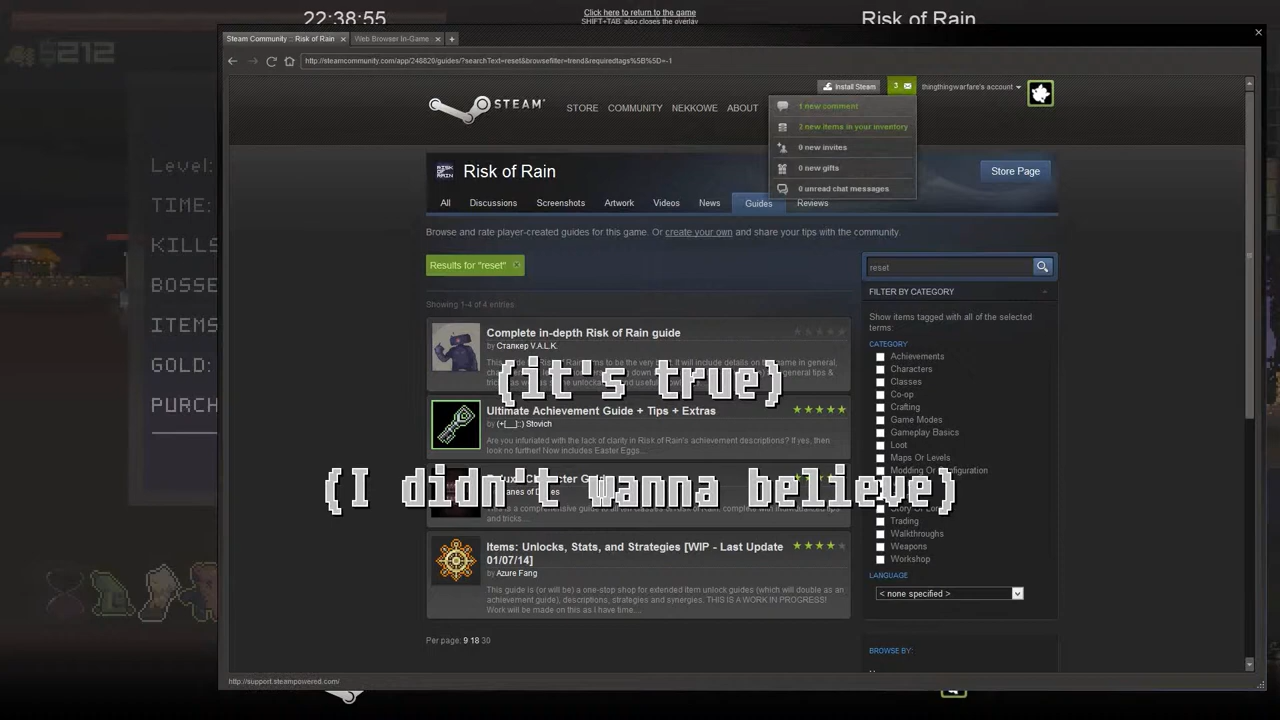 22:38:55
Click here to return to the game
SHIFT+TAB also closes the overlay
Risk of Rain
$212
Steam Community :: Risk of Rain
Web Browser In-Game
http://steamcommunity.com/app/248820/guides/?searchText=reset&browsefilter=trend&requiredtags%5B%5D=-1
STEAM
STORE COMMUNITY NEKKOWE ABOUT
Install Steam
3
thingthingwarfare's account
1 new comment
2 new items in your inventory
0 new invites
0 new gifts
0 unread chat messages
Risk of Rain
Store Page
All Discussions Screenshots Artwork Videos News Guides Reviews
Browse and rate player-created guides for this game. Or create your own and share your tips with the community.
Results for "reset"
reset
FILTER BY CATEGORY
Show items tagged with all of the selected
terms:
CATEGORY
Achievements
Characters
Classes
Co-op
Crafting
Game Modes
Gameplay Basics
Loot
Maps Or Levels
Modding Or Configuration
Trading
Walkthroughs
Weapons
Workshop
LANGUAGE
< none specified >
BROWSE BY:
Showing 1-4 of 4 entries
Complete in-depth Risk of Rain guide
by Сталкер V.A.L.K.
(it's true)
Ultimate Achievement Guide + Tips + Extras
by (+[__]::) Stovich
Are you infuriated with the lack of clarity in Risk of Rain's achievement descriptions? If yes, then
look no further! Now includes Easter Eggs...
(I didn't wanna believe)
and tricks...
Items: Unlocks, Stats, and Strategies [WIP - Last Update
01/07/14]
by Azure Fang
This guide is (or will be) a one-stop shop for extended item unlock guides (which will double as an
achievement guide), descriptions, strategies and synergies. THIS IS A WORK IN PROGRESS!
Work will be made on this as I have time...
Per page: 9 18 30
http://support.steampowered.com/
Level:
TIME:
KILLS
BOSSE
ITEMS
GOLD:
PURCH